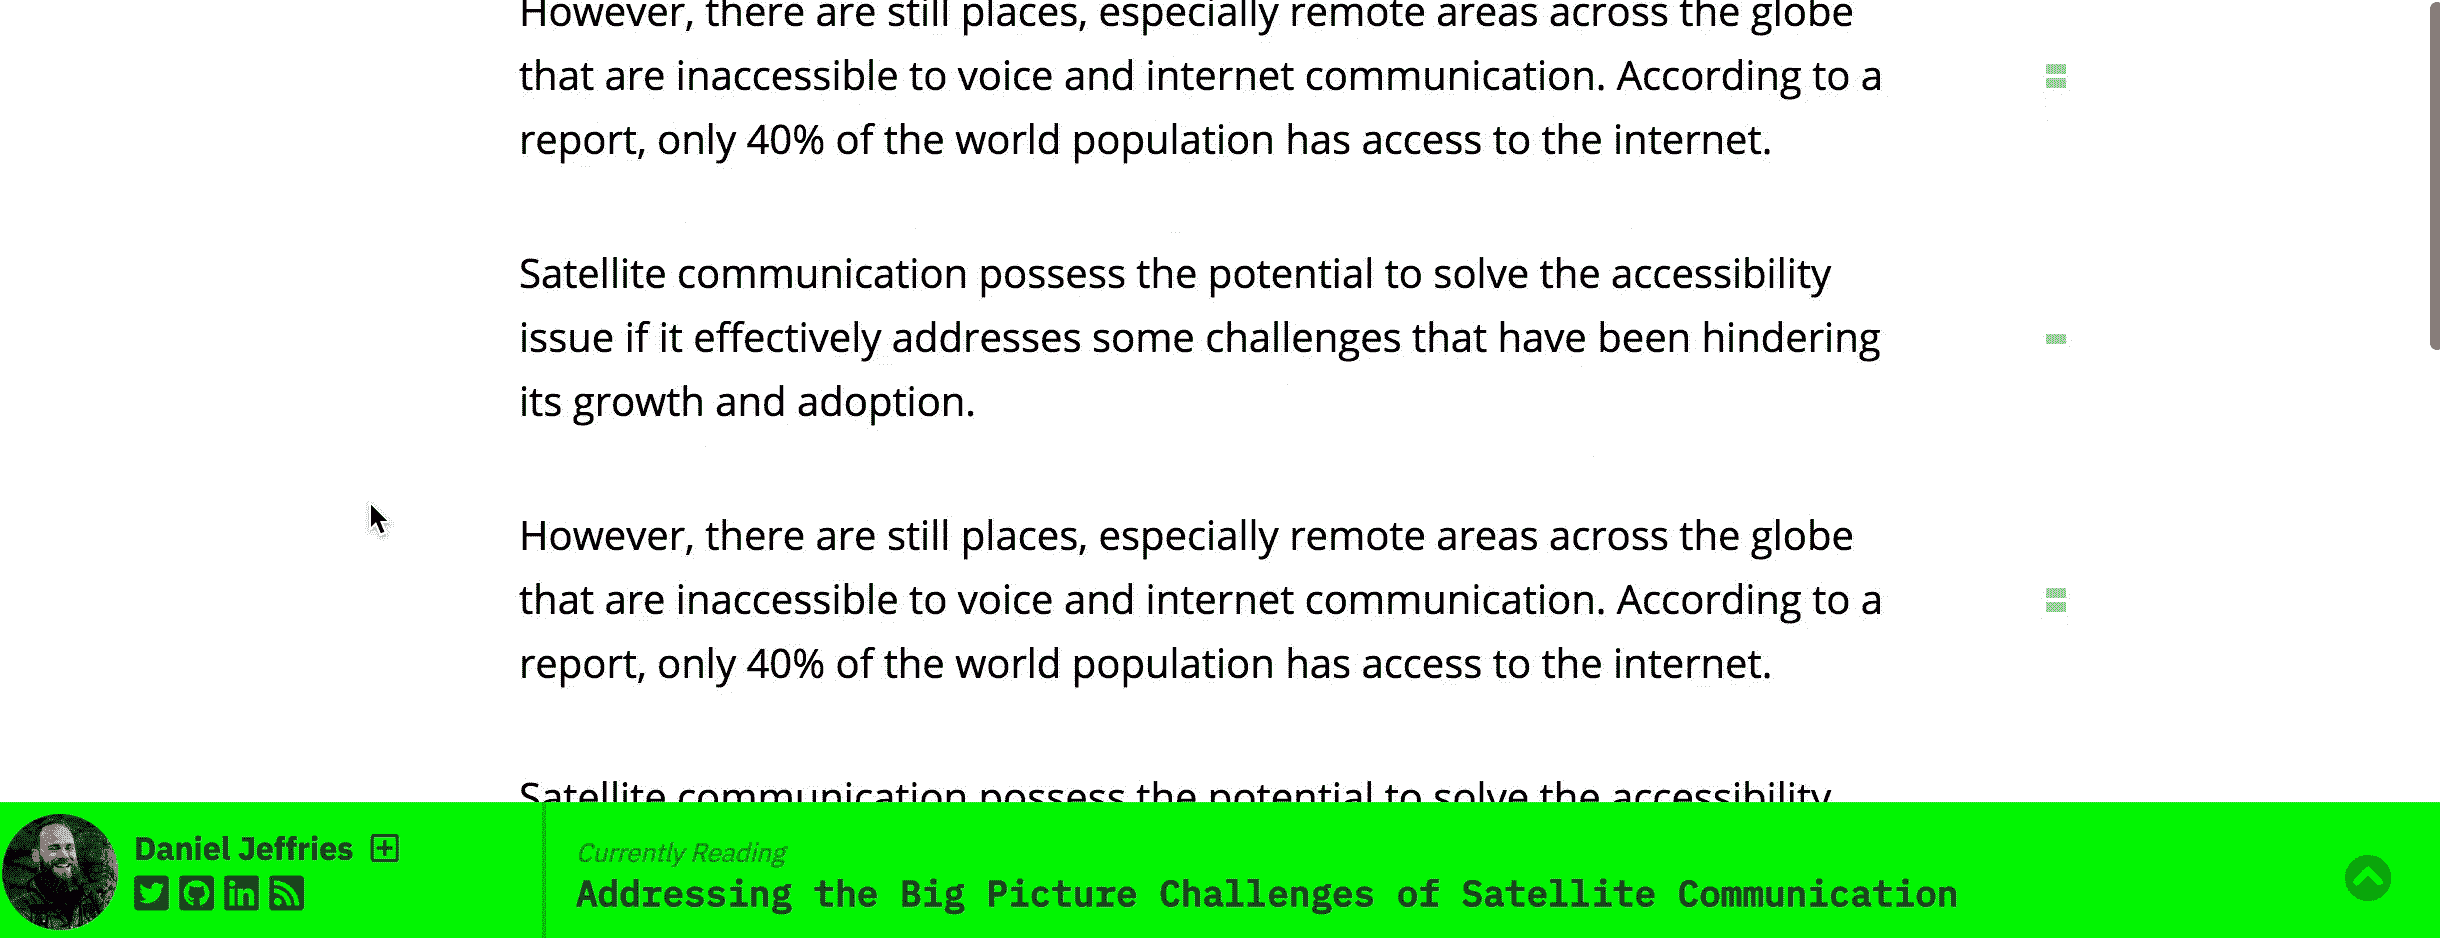 However, there are still places, especially remote areas across the globe
that are inaccessible to voice and internet communication. According to a
report, only 40% of the world population has access to the internet.
Satellite communication possess the potential to solve the accessibility
issue if it effectively addresses some challenges that have been hindering
its growth and adoption.
However, there are still places, especially remote areas across the globe
that are inaccessible to voice and internet communication. According to a
report, only 40% of the world population has access to the internet.
Satellite communication possess the potential to solve the accessibility
Daniel Jeffries
Currently Reading
Addressing the Big Picture Challenges of Satellite Communication